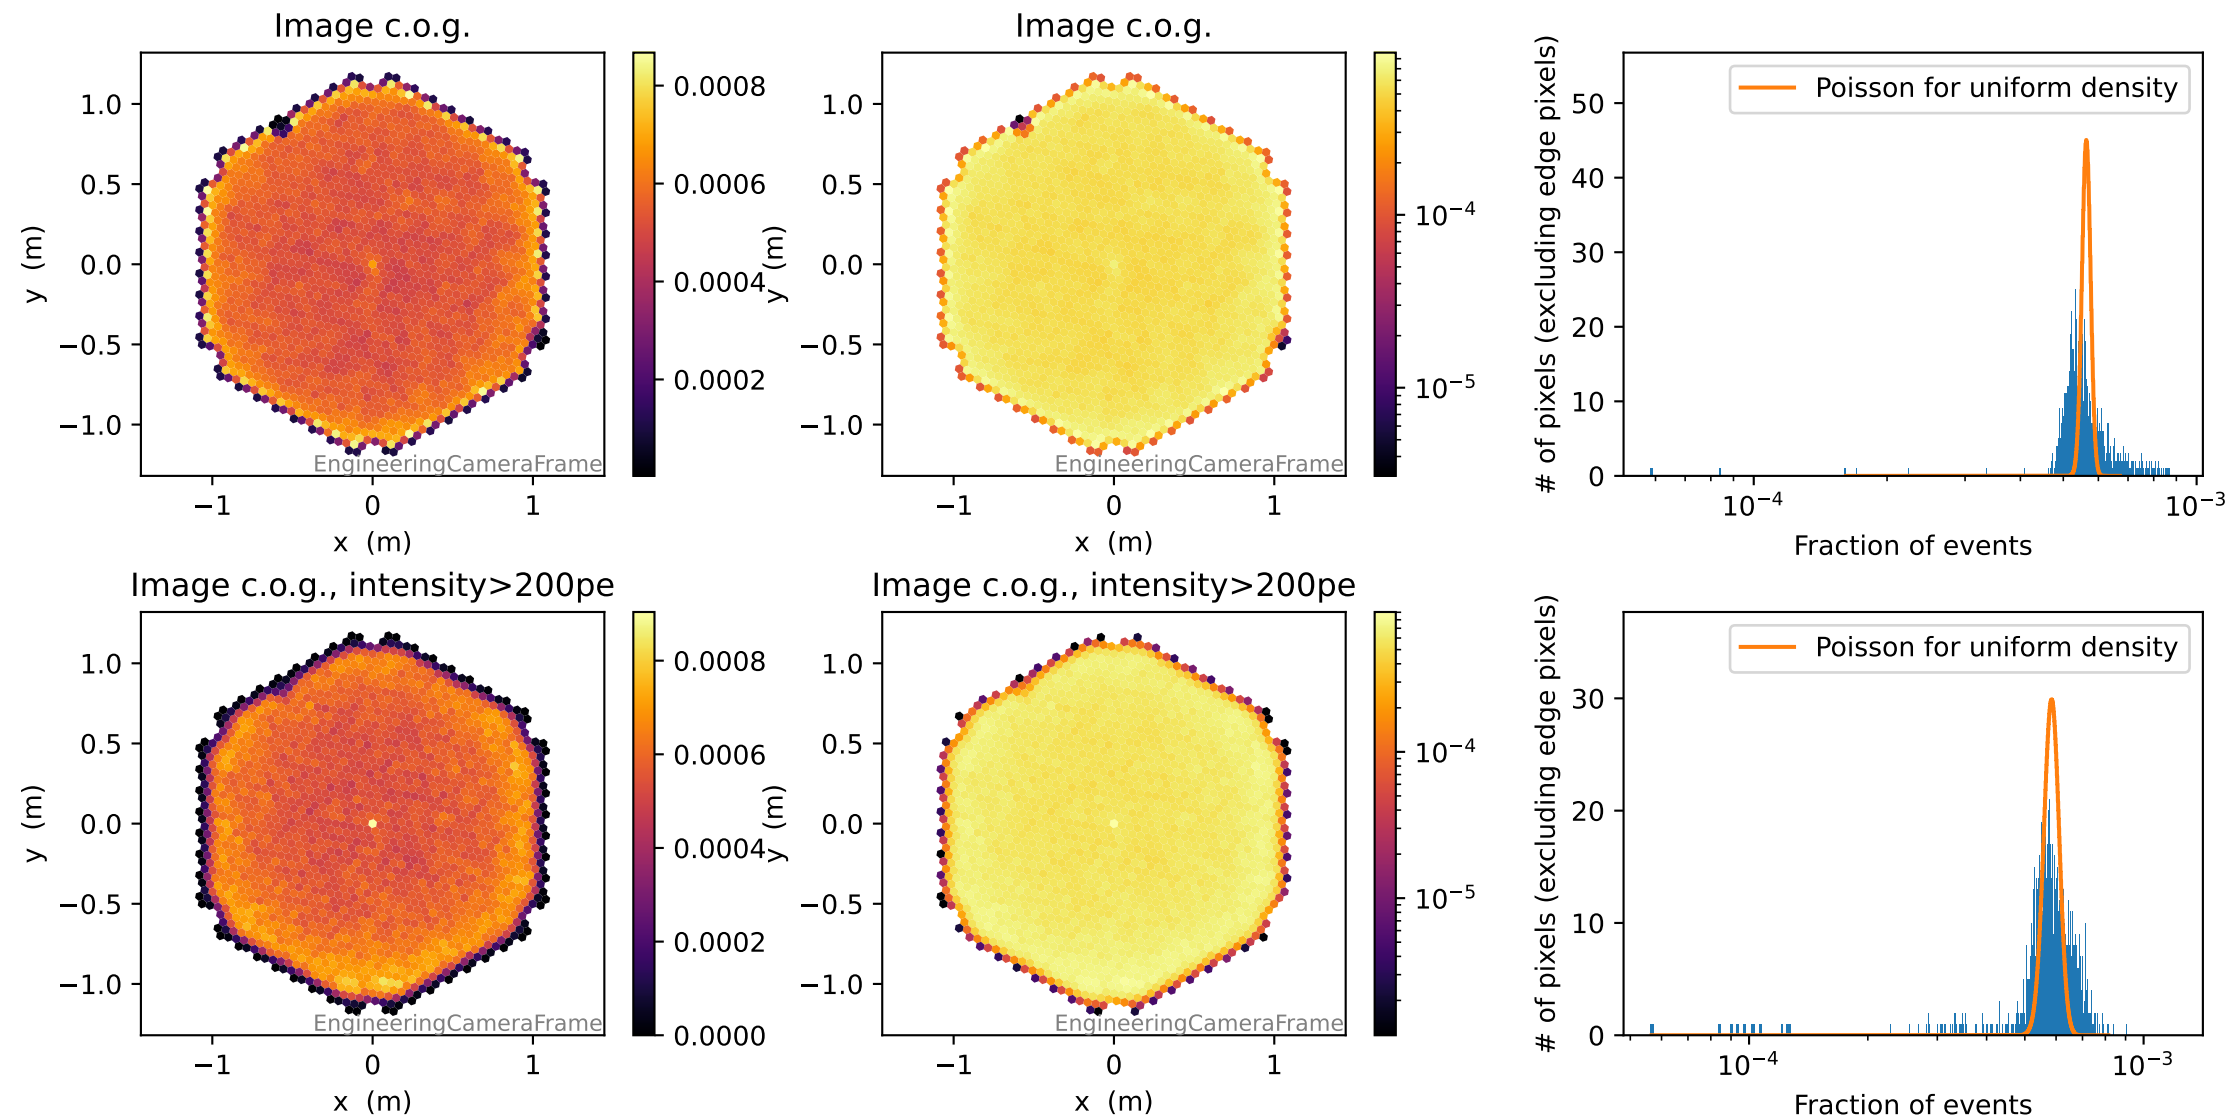 Image c.o.g.
1.0
0.5
0.0
−0.5
−1.0
y (m)
−1
0
1
x (m)
EngineeringCameraFrame
0.0008
0.0006
0.0004
0.0002
Image c.o.g.
1.0
0.5
0.0
−0.5
−1.0
y (m)
−1
0
1
x (m)
EngineeringCameraFrame
10⁻⁴
10⁻⁵
Poisson for uniform density
50
40
30
20
10
0
# of pixels (excluding edge pixels)
10⁻⁴
10⁻³
Fraction of events
Image c.o.g., intensity>200pe
1.0
0.5
0.0
−0.5
−1.0
y (m)
−1
0
1
x (m)
EngineeringCameraFrame
0.0008
0.0006
0.0004
0.0002
0.0000
Image c.o.g., intensity>200pe
1.0
0.5
0.0
−0.5
−1.0
y (m)
−1
0
1
x (m)
EngineeringCameraFrame
10⁻⁴
10⁻⁵
Poisson for uniform density
30
20
10
0
# of pixels (excluding edge pixels)
10⁻⁴
10⁻³
Fraction of events